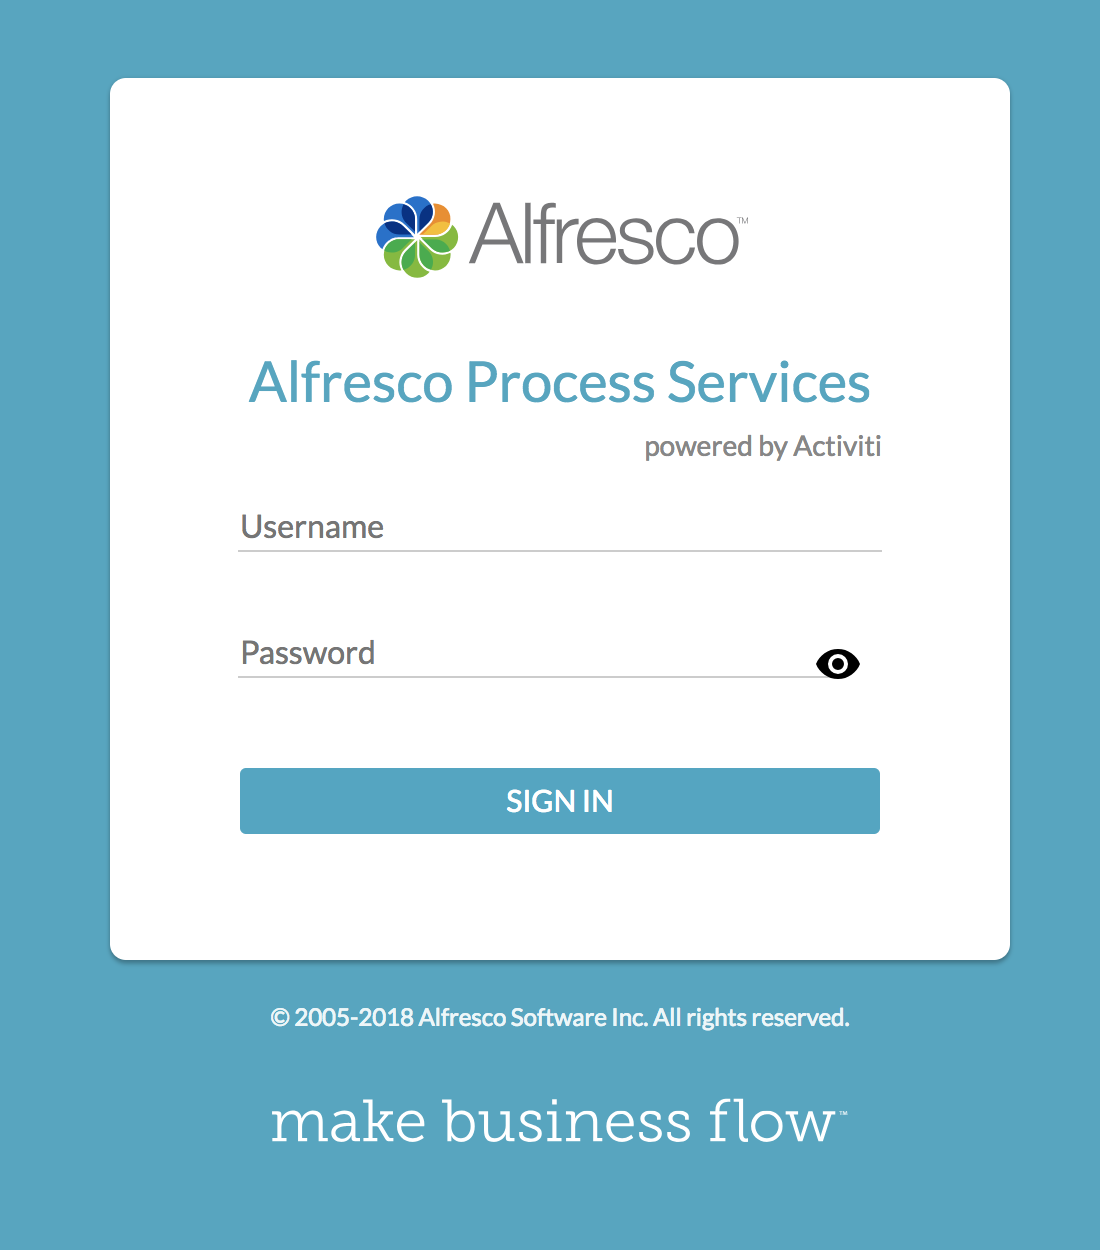 Alfresco™
Alfresco Process Services
powered by Activiti
Username
Password
SIGN IN
© 2005-2018 Alfresco Software Inc. All rights reserved.
make business flow™